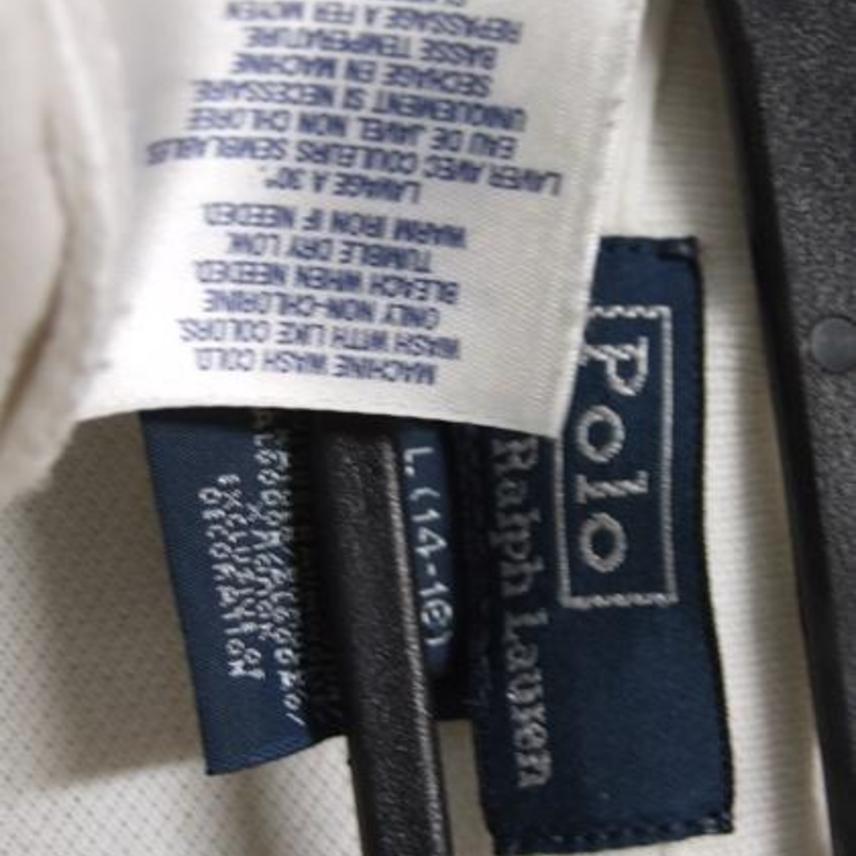 Polo
Ralph Lauren
L (14-16)
MACHINE WASH COLD.
WASH WITH LIKE COLORS.
ONLY NON-CHLORINE
BLEACH WHEN NEEDED.
TUMBLE DRY LOW.
WARM IRON IF NEEDED.
LAVAGE A 30°.
LAVER AVEC COULEURS SEMBLABLES.
EAU DE JAVEL NON CHLOREE
UNIQUEMENT SI NECESSAIRE.
SECHAGE EN MACHINE
BASSE TEMPERATURE.
REPASSAGE A FER MOYEN